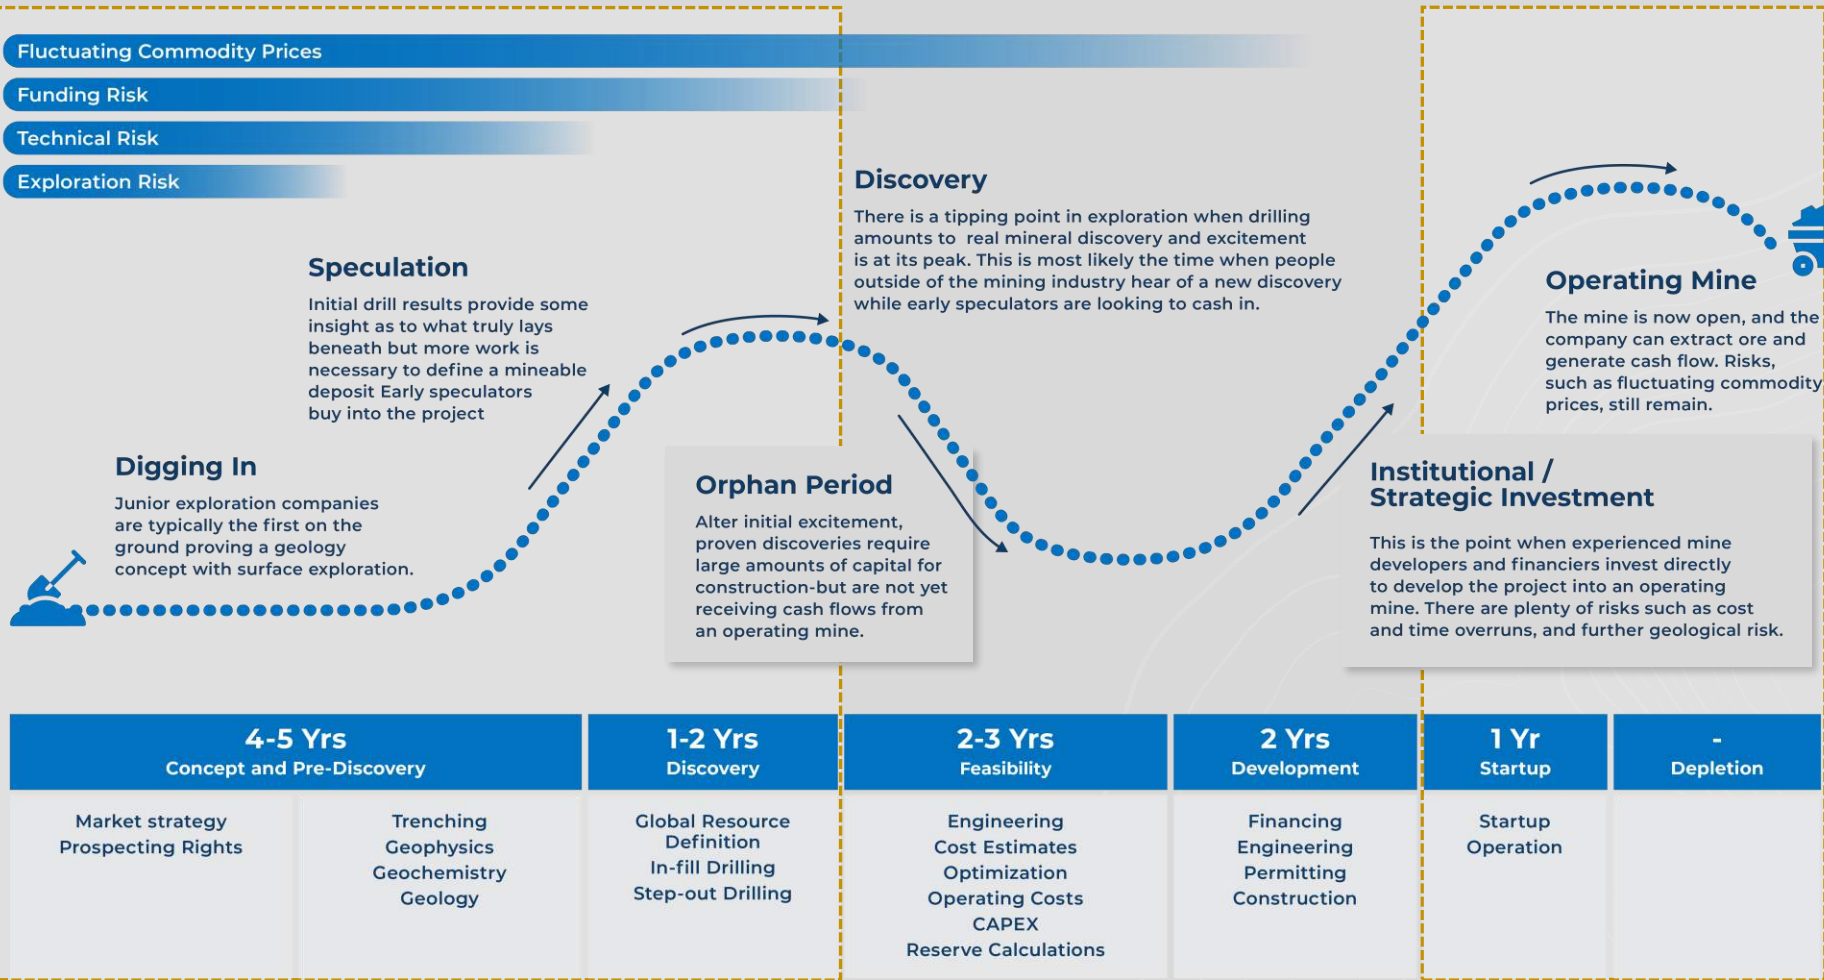 Fluctuating Commodity Prices
Funding Risk
Technical Risk
Exploration Risk
Discovery
There is a tipping point in exploration when drilling
amounts to real mineral discovery and excitement
is at its peak. This is most likely the time when people
outside of the mining industry hear of a new discovery
while early speculators are looking to cash in.
Speculation
Initial drill results provide some
insight as to what truly lays
beneath but more work is
necessary to define a mineable
deposit Early speculators
buy into the project
Operating Mine
The mine is now open, and the
company can extract ore and
generate cash flow. Risks,
such as fluctuating commodity
prices, still remain.
Digging In
Junior exploration companies
are typically the first on the
ground proving a geology
concept with surface exploration.
Orphan Period
Alter initial excitement,
proven discoveries require
large amounts of capital for
construction-but are not yet
receiving cash flows from
an operating mine.
Institutional /
Strategic Investment
This is the point when experienced mine
developers and financiers invest directly
to develop the project into an operating
mine. There are plenty of risks such as cost
and time overruns, and further geological risk.
4-5 Yrs
Concept and Pre-Discovery
Market strategy
Prospecting Rights
Trenching
Geophysics
Geochemistry
Geology
1-2 Yrs
Discovery
Global Resource
Definition
In-fill Drilling
Step-out Drilling
2-3 Yrs
Feasibility
Engineering
Cost Estimates
Optimization
Operating Costs
CAPEX
Reserve Calculations
2 Yrs
Development
Financing
Engineering
Permitting
Construction
1 Yr
Startup
Startup
Operation
-
Depletion